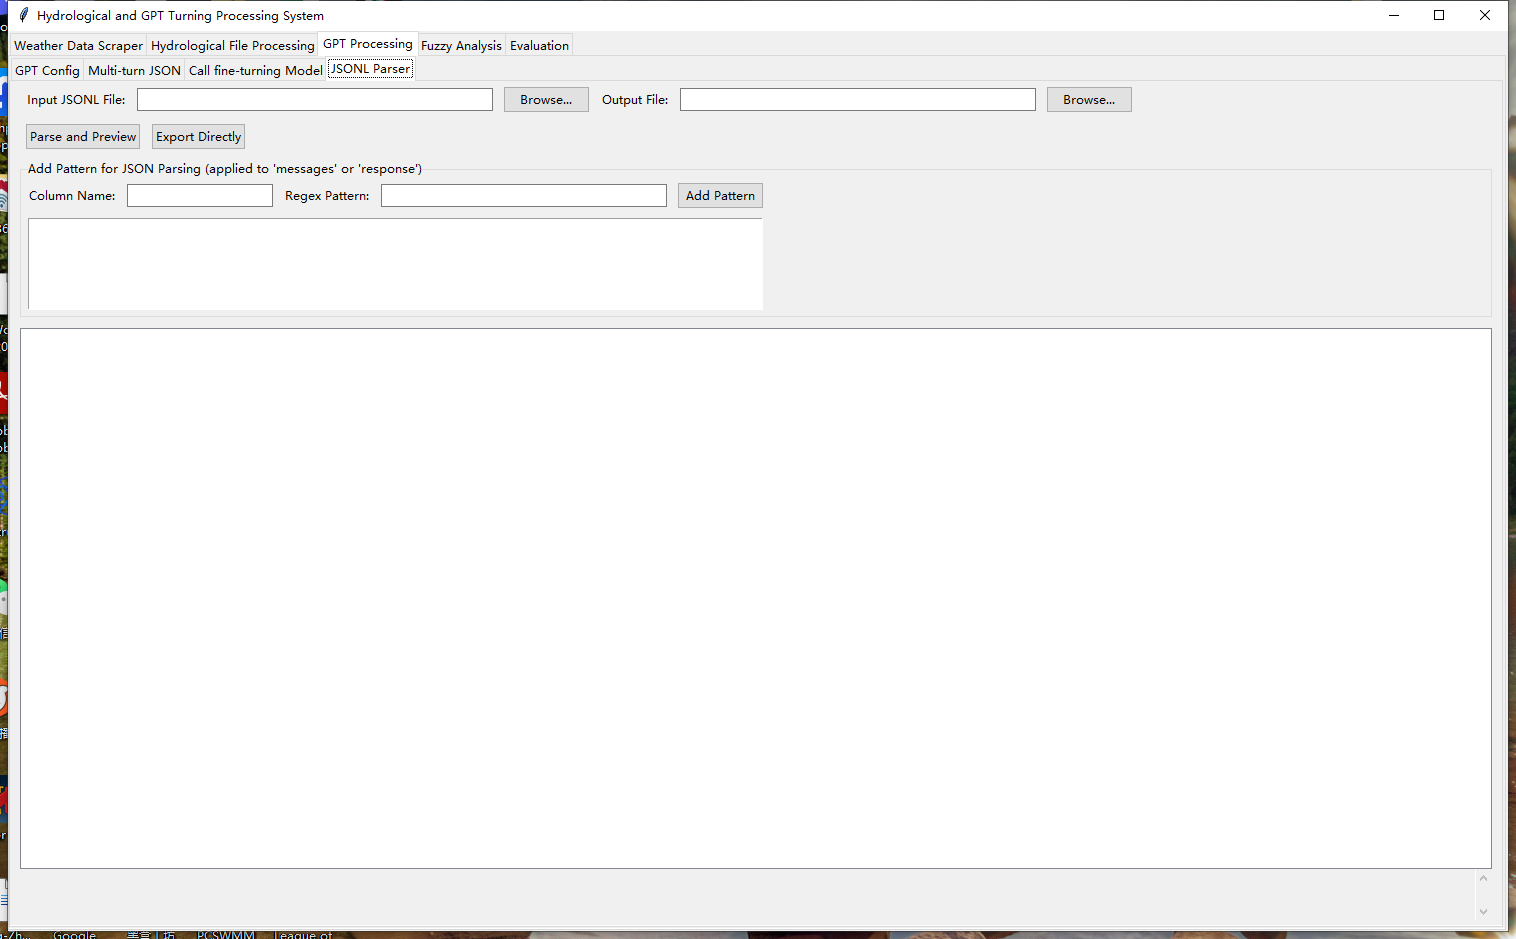 Hydrological and GPT Turning Processing System
Weather Data Scraper Hydrological File Processing GPT Processing Fuzzy Analysis Evaluation
GPT Config Multi-turn JSON Call fine-turning Model JSONL Parser
Input JSONL File: Browse... Output File: Browse...
Parse and Preview Export Directly
Add Pattern for JSON Parsing (applied to 'messages' or 'response')
Column Name: Regex Pattern: Add Pattern
Google PCSWMM League of